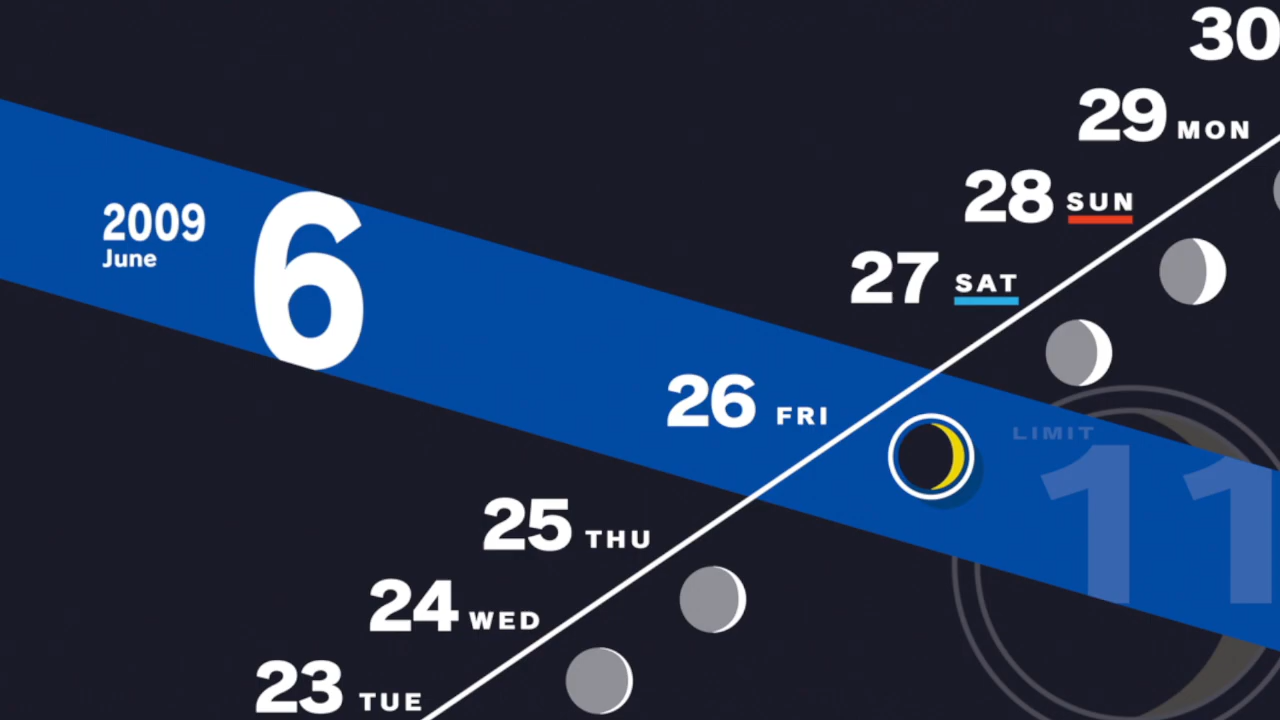 30
29 MON
28 SUN
27 SAT
2009
June
6
26 FRI
LIMIT
11
25 THU
24 WED
23 TUE